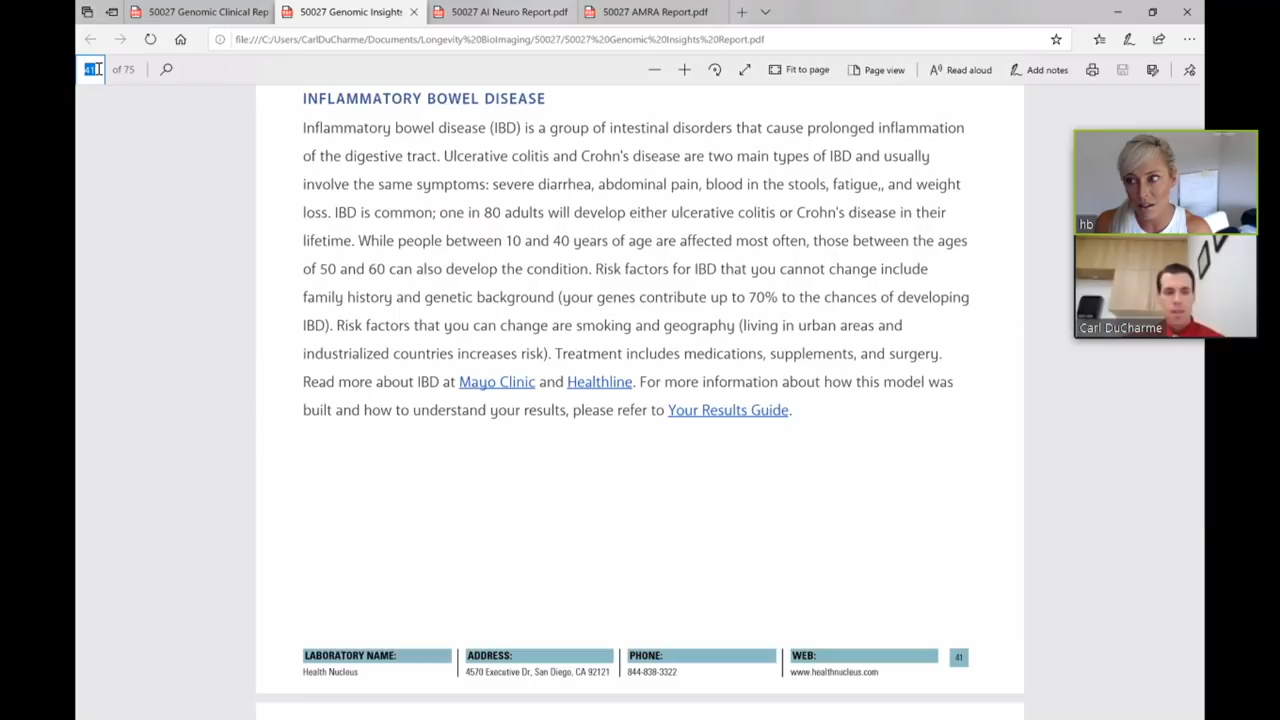 50027 Genomic Clinical Rep
50027 Genomic Insights
50027 AI Neuro Report.pdf
50027 AMRA Report.pdf
file:///C:/Users/CarlDuCharme/Documents/Longevity%20BioImaging/50027/50027%20Genomic%20Insights%20Report.pdf
41 of 75
Fit to page
Page view
Read aloud
Add notes
INFLAMMATORY BOWEL DISEASE
Inflammatory bowel disease (IBD) is a group of intestinal disorders that cause prolonged inflammation
of the digestive tract. Ulcerative colitis and Crohn's disease are two main types of IBD and usually
involve the same symptoms: severe diarrhea, abdominal pain, blood in the stools, fatigue,, and weight
loss. IBD is common; one in 80 adults will develop either ulcerative colitis or Crohn's disease in their
lifetime. While people between 10 and 40 years of age are affected most often, those between the ages
of 50 and 60 can also develop the condition. Risk factors for IBD that you cannot change include
family history and genetic background (your genes contribute up to 70% to the chances of developing
IBD). Risk factors that you can change are smoking and geography (living in urban areas and
industrialized countries increases risk). Treatment includes medications, supplements, and surgery.
Read more about IBD at Mayo Clinic and Healthline. For more information about how this model was
built and how to understand your results, please refer to Your Results Guide.
hb
Carl DuCharme
LABORATORY NAME:
Health Nucleus
ADDRESS:
4570 Executive Dr, San Diego, CA 92121
PHONE:
844-838-3322
WEB:
www.healthnucleus.com
41